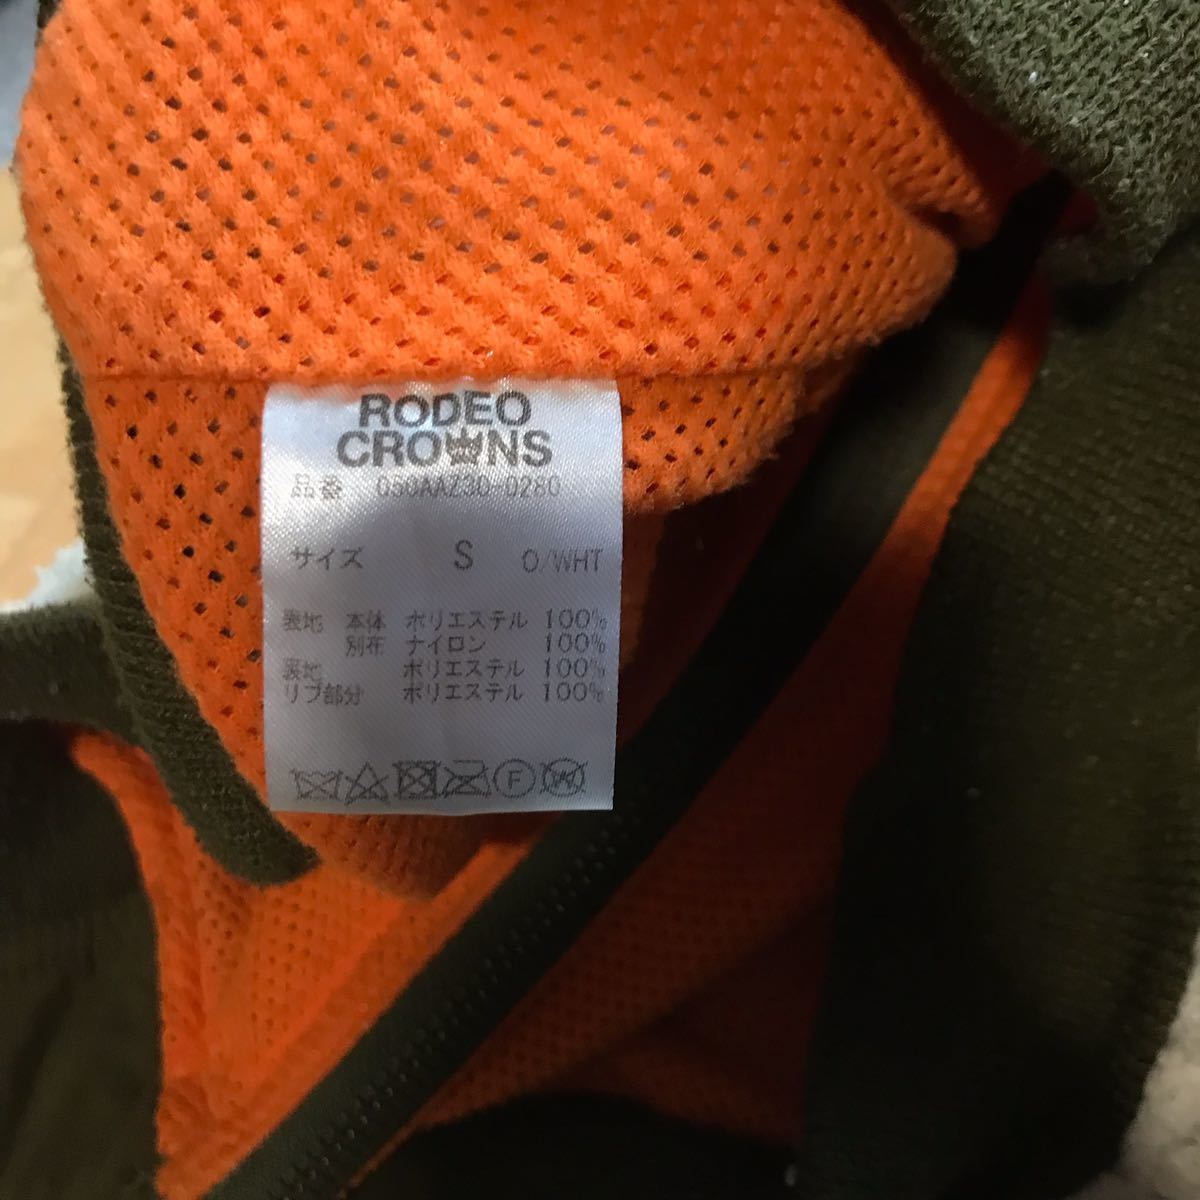 RODEO
CROWNS
品番 050AAZ30-0280
サイズ S O/WHT
表地 本体 ポリエステル 100%
別布 ナイロン 100%
裏地 ポリエステル 100%
リブ部分 ポリエステル 100%
F W